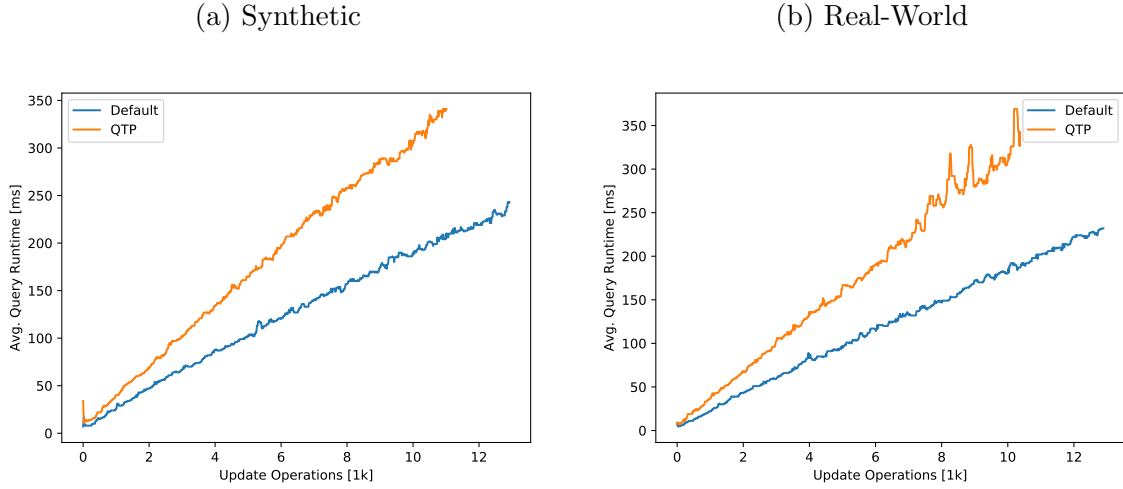 (a) Synthetic
350
300
250
200
150
100
50
0
Avg. Query Runtime [ms]
Default
QTP
0 2 4 6 8 10 12
Update Operations [1k]
(b) Real-World
350
300
250
200
150
100
50
0
Avg. Query Runtime [ms]
Default
QTP
0 2 4 6 8 10 12
Update Operations [1k]